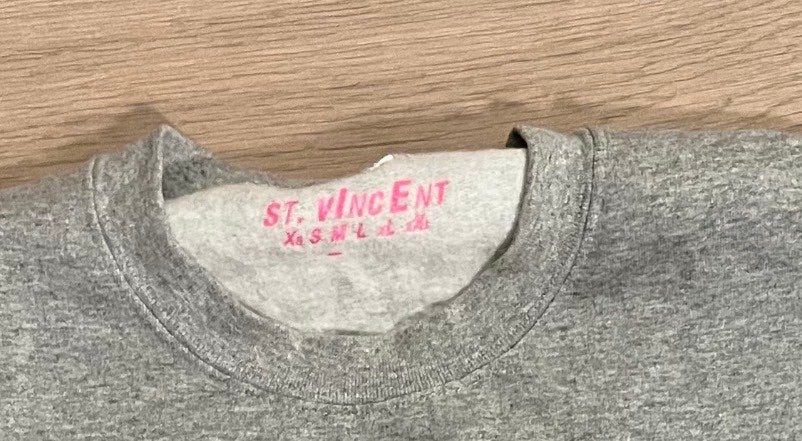 ST. VINCENT
XS S M L XL XXL